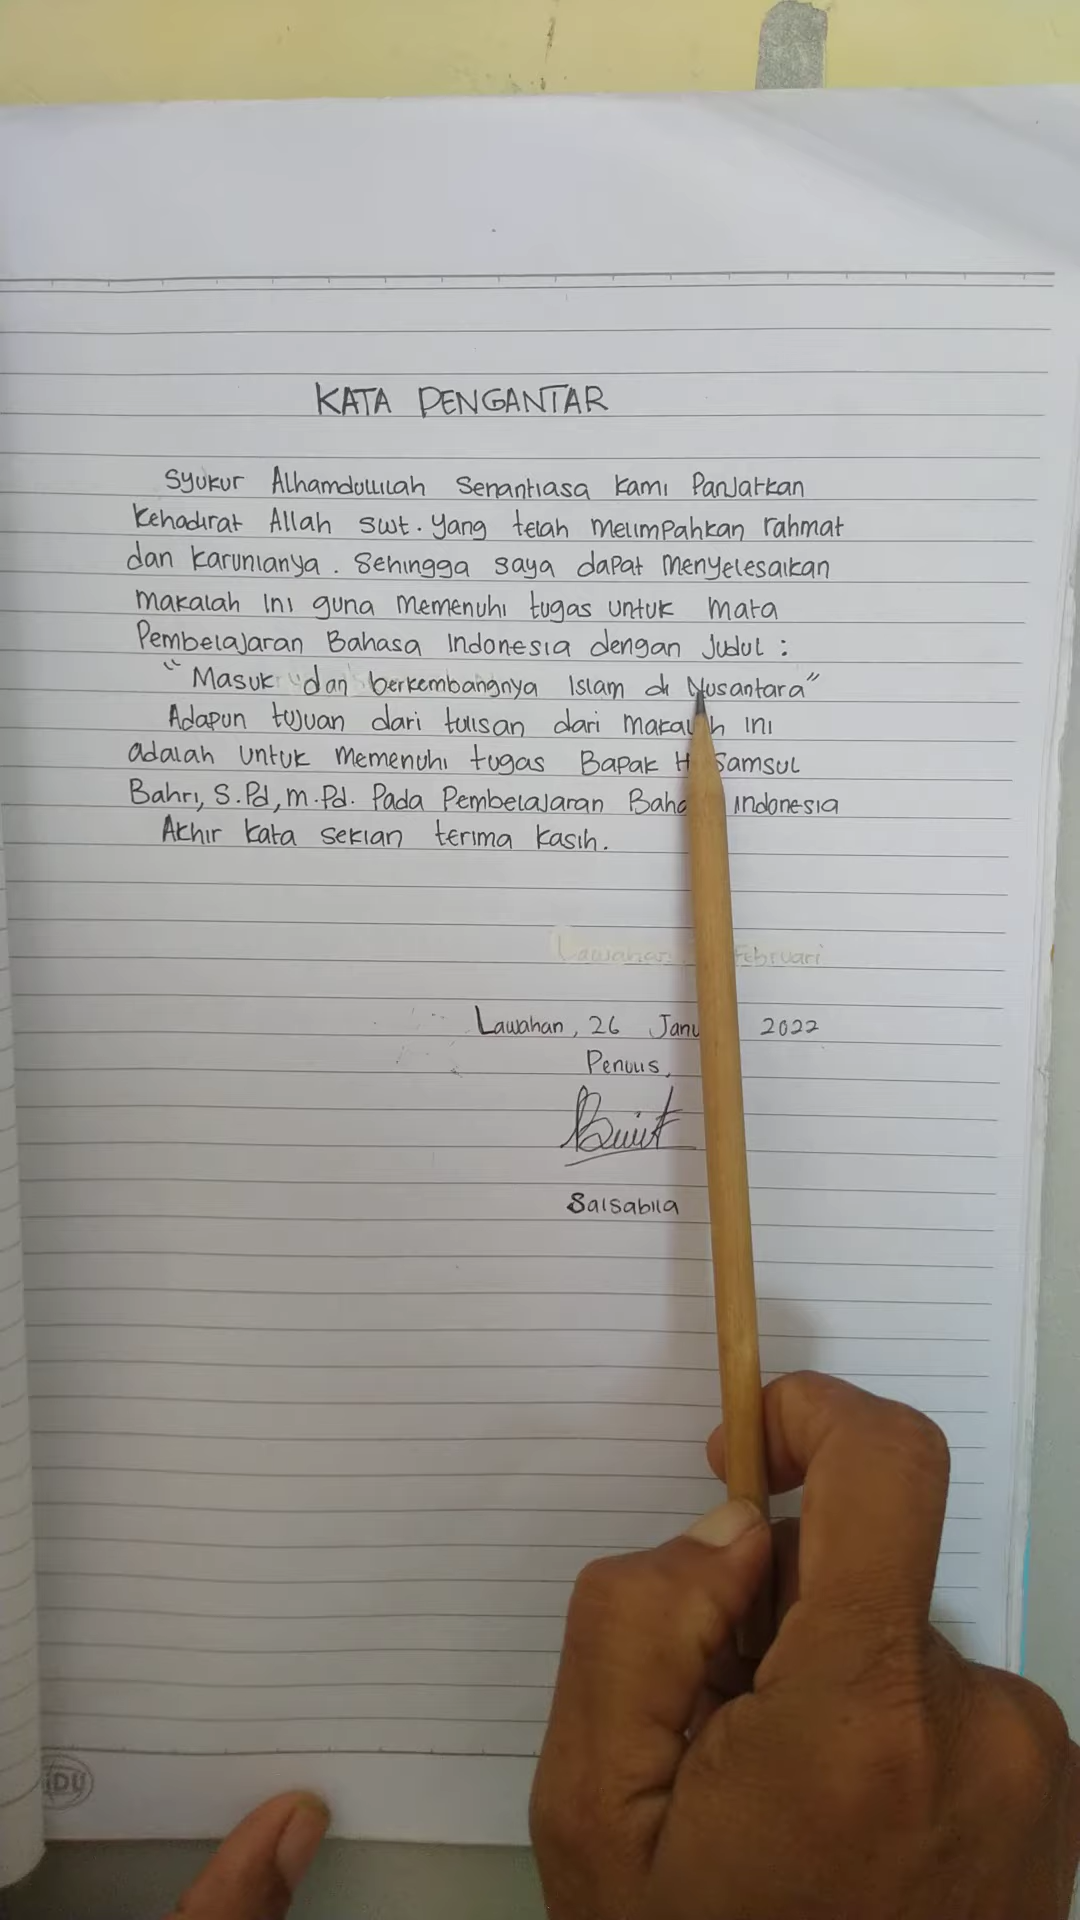 KATA PENGANTAR
Syukur Alhamdulillah Senantiasa kami Panjatkan
Kehadirat Allah swt. yang telah melimpahkan rahmat
dan karunianya. Sehingga saya dapat menyelesaikan
makalah ini guna memenuhi tugas untuk mata
Pembelajaran Bahasa Indonesia dengan Judul :
"Masuk dan berkembangnya Islam di Nusantara"
Adapun tujuan dari tulisan dari makalah ini
adalah untuk memenuhi tugas Bapak H Samsul
Bahri, S.Pd, m.Pd. Pada Pembelajaran Indonesia
Akhir kata sekian terima kasih.
Lawahan Februari
Lawahan, 26 2022
Penulis,
Salsabila
iDU